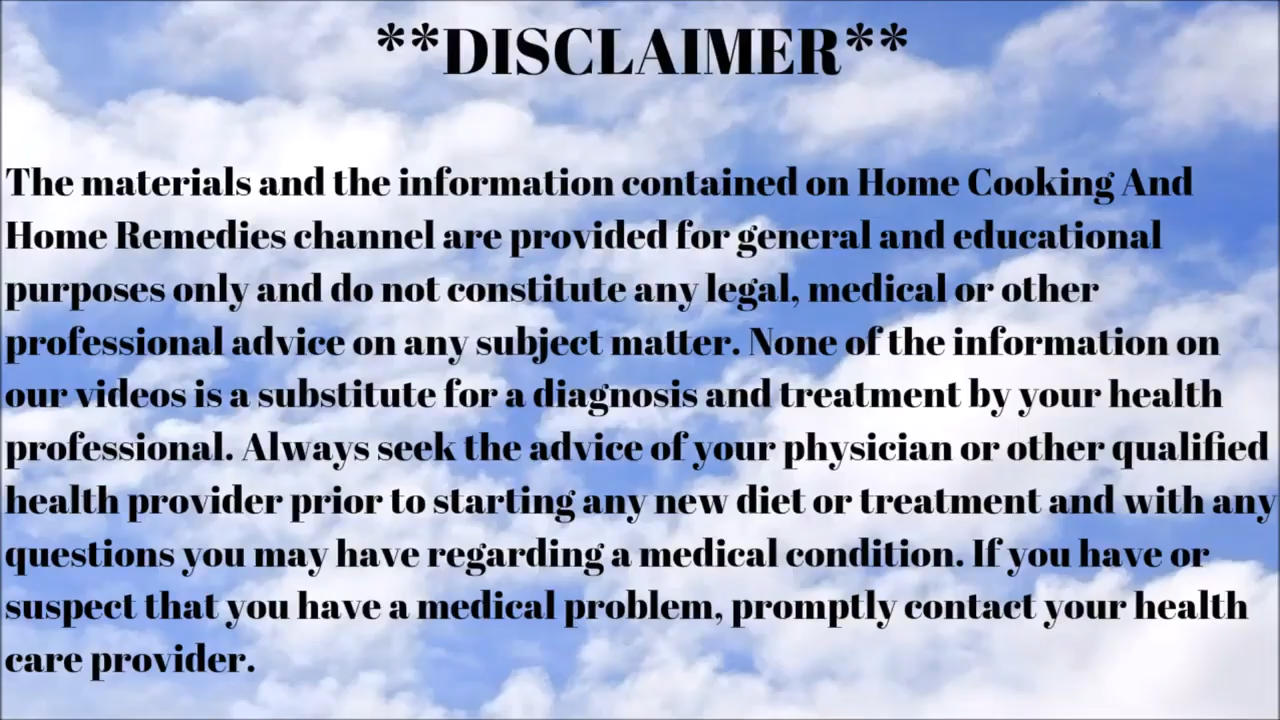 **DISCLAIMER**
The materials and the information contained on Home Cooking And
Home Remedies channel are provided for general and educational
purposes only and do not constitute any legal, medical or other
professional advice on any subject matter. None of the information on
our videos is a substitute for a diagnosis and treatment by your health
professional. Always seek the advice of your physician or other qualified
health provider prior to starting any new diet or treatment and with any
questions you may have regarding a medical condition. If you have or
suspect that you have a medical problem, promptly contact your health
care provider.